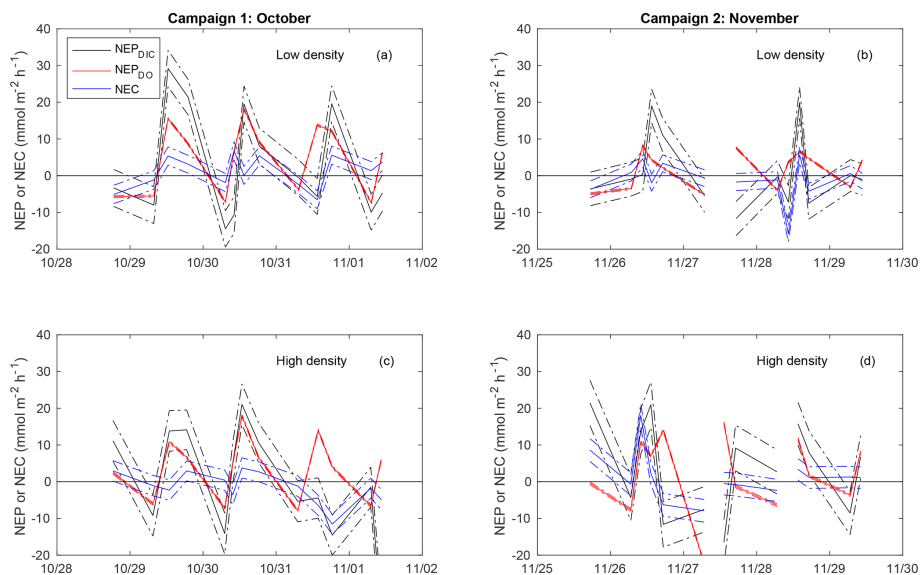 Campaign 1: October
Campaign 2: November
40
30
20
10
0
-10
-20
NEP or NEC (mmol m⁻² h⁻¹)
NEP_DIC
NEP_DO
NEC
Low density (a)
10/28 10/29 10/30 10/31 11/01 11/02
40
30
20
10
0
-10
-20
NEP or NEC (mmol m⁻² h⁻¹)
Low density (b)
11/25 11/26 11/27 11/28 11/29 11/30
40
30
20
10
0
-10
-20
NEP or NEC (mmol m⁻² h⁻¹)
High density (c)
10/28 10/29 10/30 10/31 11/01 11/02
40
30
20
10
0
-10
-20
NEP or NEC (mmol m⁻² h⁻¹)
High density (d)
11/25 11/26 11/27 11/28 11/29 11/30